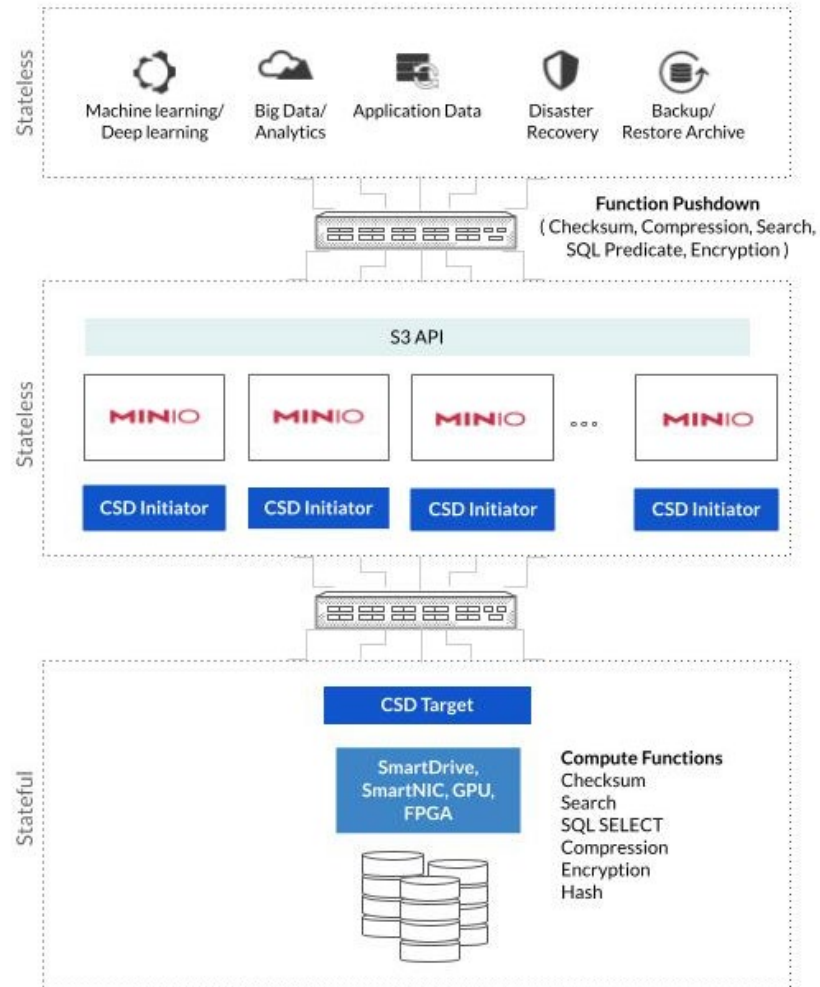 Stateless
Machine learning/
Deep learning
Big Data/
Analytics
Application Data
Disaster
Recovery
Backup/
Restore Archive
Function Pushdown
( Checksum, Compression, Search,
SQL Predicate, Encryption )
Stateless
S3 API
MINIO
MINIO
MINIO
MINIO
CSD Initiator
CSD Initiator
CSD Initiator
CSD Initiator
Stateful
CSD Target
SmartDrive,
SmartNIC, GPU,
FPGA
Compute Functions
Checksum
Search
SQL SELECT
Compression
Encryption
Hash